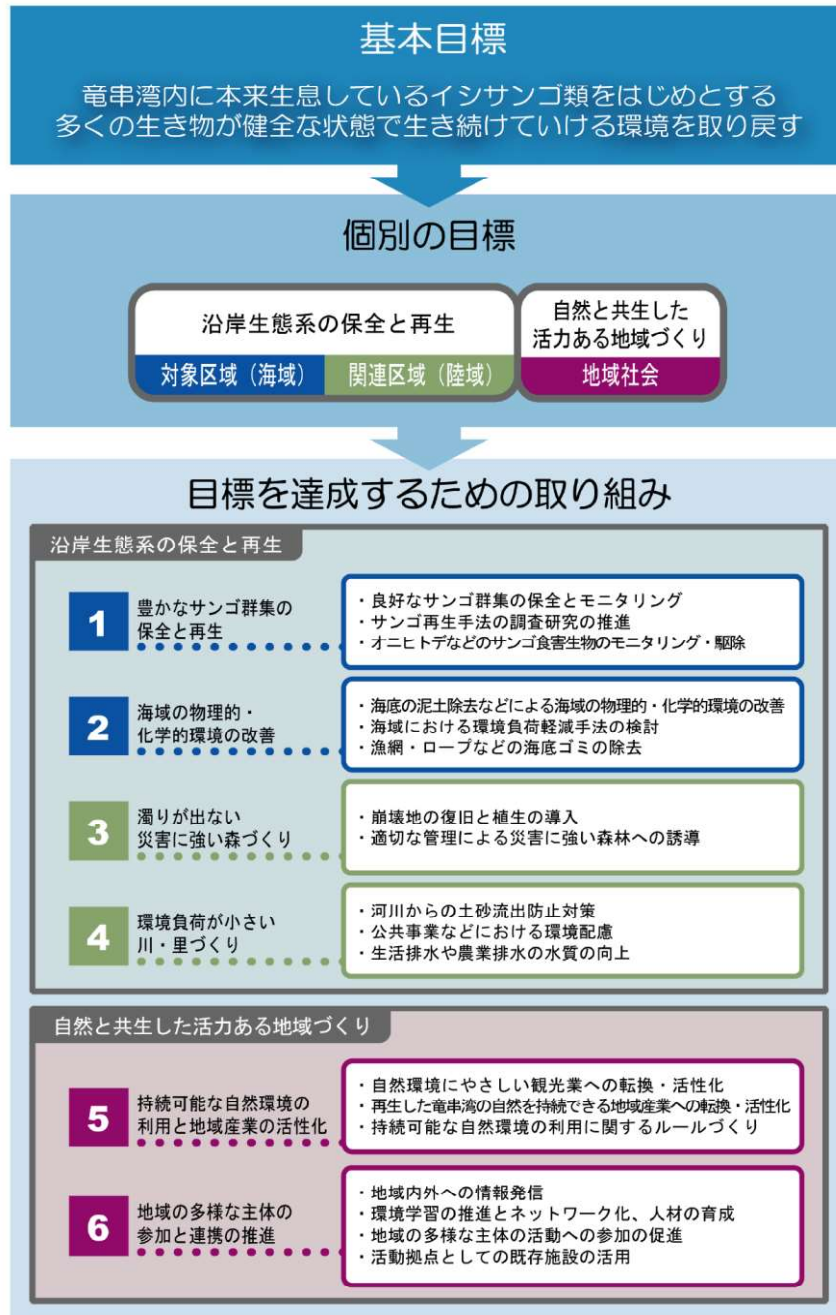 基本目標
竜串湾内に本来生息しているイシサンゴ類をはじめとする
多くの生き物が健全な状態で生き続けていける環境を取り戻す
個別の目標
沿岸生態系の保全と再生
対象区域（海域）
関連区域（陸域）
自然と共生した
活力ある地域づくり
地域社会
目標を達成するための取り組み
沿岸生態系の保全と再生
1
豊かなサンゴ群集の
保全と再生
・良好なサンゴ群集の保全とモニタリング
・サンゴ再生手法の調査研究の推進
・オニヒトデなどのサンゴ食害生物のモニタリング・駆除
2
海域の物理的・
化学的環境の改善
・海底の泥土除去などによる海域の物理的・化学的環境の改善
・海域における環境負荷軽減手法の検討
・漁網・ロープなどの海底ゴミの除去
3
濁りが出ない
災害に強い森づくり
・崩壊地の復旧と植生の導入
・適切な管理による災害に強い森林への誘導
4
環境負荷が小さい
川・里づくり
・河川からの土砂流出防止対策
・公共事業などにおける環境配慮
・生活排水や農業排水の水質の向上
自然と共生した活力ある地域づくり
5
持続可能な自然環境の
利用と地域産業の活性化
・自然環境にやさしい観光業への転換・活性化
・再生した竜串湾の自然を持続できる地域産業への転換・活性化
・持続可能な自然環境の利用に関するルールづくり
6
地域の多様な主体の
参加と連携の推進
・地域内外への情報発信
・環境学習の推進とネットワーク化、人材の育成
・地域の多様な主体の活動への参加の促進
・活動拠点としての既存施設の活用